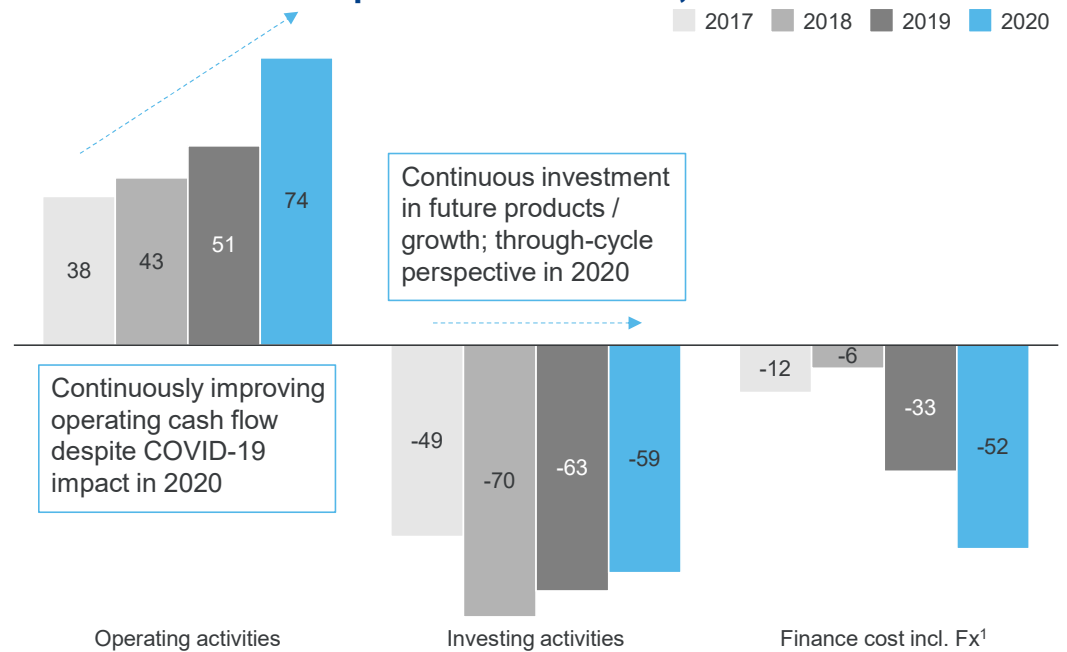 2017 2018 2019 2020
74
51
43
38
Continuous investment
in future products /
growth; through-cycle
perspective in 2020
Continuously improving
operating cash flow
despite COVID-19
impact in 2020
-49
-70
-63
-59
-12
-6
-33
-52
Operating activities
Investing activities
Finance cost incl. Fx¹